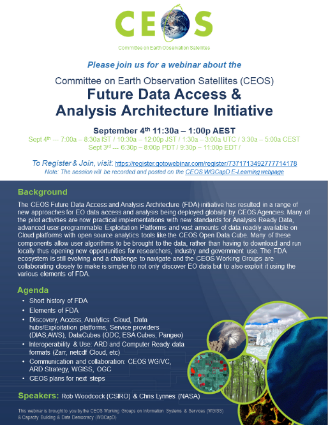 CEOS
Committee on Earth Observation Satellites
Please join us for a webinar about the
Committee on Earth Observation Satellites (CEOS)
Future Data Access &
Analysis Architecture Initiative
September 4th 11:30a – 1:00p AEST
Sept 4th — 7:00a – 8:30a IST / 10:30a – 12:00p JST / 1:30a – 3:00a UTC / 3:30a – 5:00a CEST
Sept 3rd — 6:30p – 8:00p PDT / 9:30p – 11:00p EDT /
To Register & Join, visit: https://register.gotowebinar.com/register/7371713492777714178
Note: The session will be recorded and posted on the CEOS WGCapD E-Learning webpage
Background
The CEOS Future Data Access and Analysis Architecture (FDA) initiative has resulted in a range of
new approaches for EO data access and analysis being deployed globally by CEOS Agencies. Many of
the pilot activities are now practical implementations with new standards for Analysis Ready Data,
advanced user programmable Exploitation Platforms and vast amounts of data readily available on
Cloud platforms with open source analytics tools like the CEOS Open Data Cube. Many of these
components allow user algorithms to be brought to the data, rather than having to download and run
locally thus opening new opportunities for researchers, industry and government use. The FDA
ecosystem is still evolving and a challenge to navigate and the CEOS Working Groups are
collaborating closely to make is simpler to not only discover EO data but to also exploit it using the
various elements of FDA.
Agenda
• Short history of FDA
• Elements of FDA
• Discovery, Access, Analytics: Cloud, Data
hubs/Exploitation platforms, Service providers
(DIAS, AWS), DataCubes (ODC, ESA Cubes, Pangeo)
• Interoperability & Use: ARD and Computer Ready data
formats (Zarr, netcdf Cloud, etc)
• Communication and collaboration: CEOS WGCV,
ARD Strategy, WGISS, OGC
• CEOS plans for next steps
Speakers: Rob Woodcock (CSIRO) & Chris Lynnes (NASA)
This webinar is brought to you by the CEOS Working Groups on Information Systems & Services (WGISS)
& Capacity Building & Data Democracy (WGCapD)